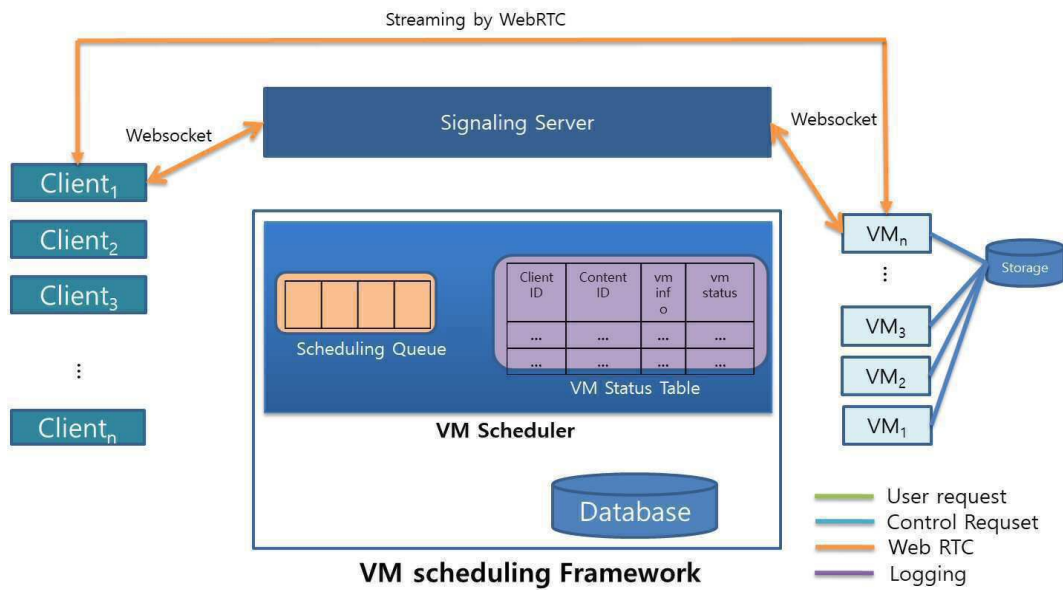 Streaming by WebRTC
Signaling Server
Websocket
Websocket
Client1
Client2
Client3
...
Clientn
Client ID
Content ID
vm info
vm status
... ... ... ...
... ... ... ...
Scheduling Queue
VM Status Table
VM Scheduler
Database
VM scheduling Framework
VMn
...
VM3
VM2
VM1
Storage
User request
Control Requset
Web RTC
Logging